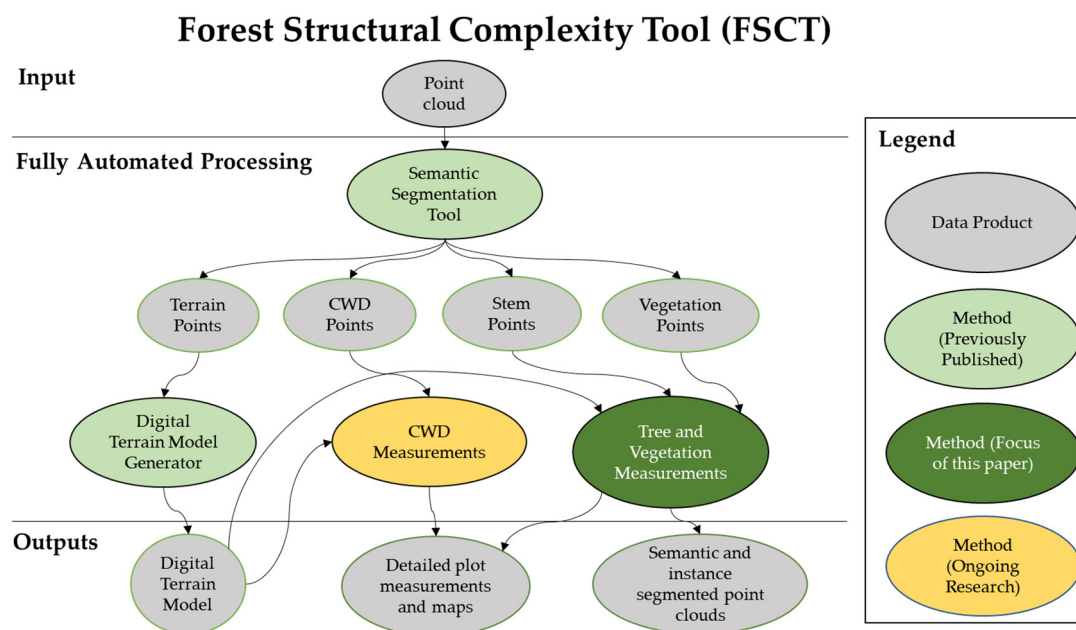 Forest Structural Complexity Tool (FSCT)
Input
Point
cloud
Fully Automated Processing
Semantic
Segmentation
Tool
Terrain
Points
CWD
Points
Stem
Points
Vegetation
Points
Digital
Terrain Model
Generator
CWD
Measurements
Tree and
Vegetation
Measurements
Outputs
Digital
Terrain
Model
Detailed plot
measurements
and maps
Semantic and
instance
segmented point
clouds
Legend
Data Product
Method
(Previously
Published)
Method (Focus
of this paper)
Method
(Ongoing
Research)